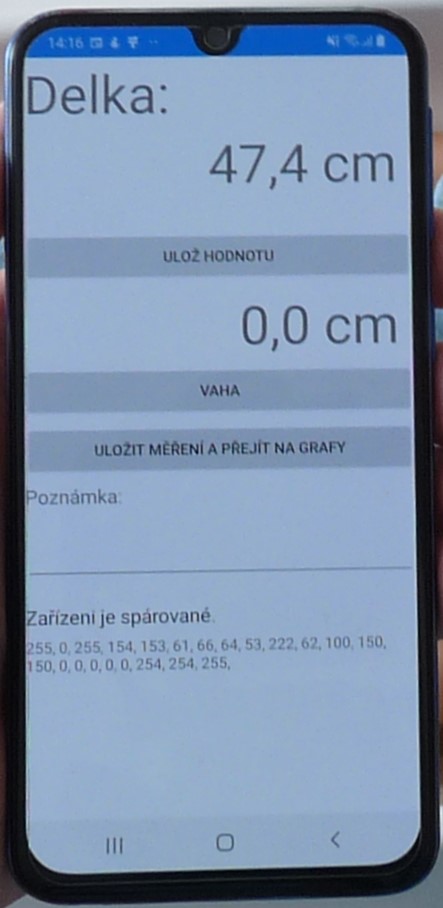 14:16
Delka:
47,4 cm
ULOŽ HODNOTU
0,0 cm
VAHA
ULOŽIT MĚŘENÍ A PŘEJÍT NA GRAFY
Poznámka:
Zařízeni je spárované.
255, 0, 255, 154, 153, 61, 66, 64, 53, 222, 62, 100, 150,
150, 0, 0, 0, 0, 0, 254, 254, 255,